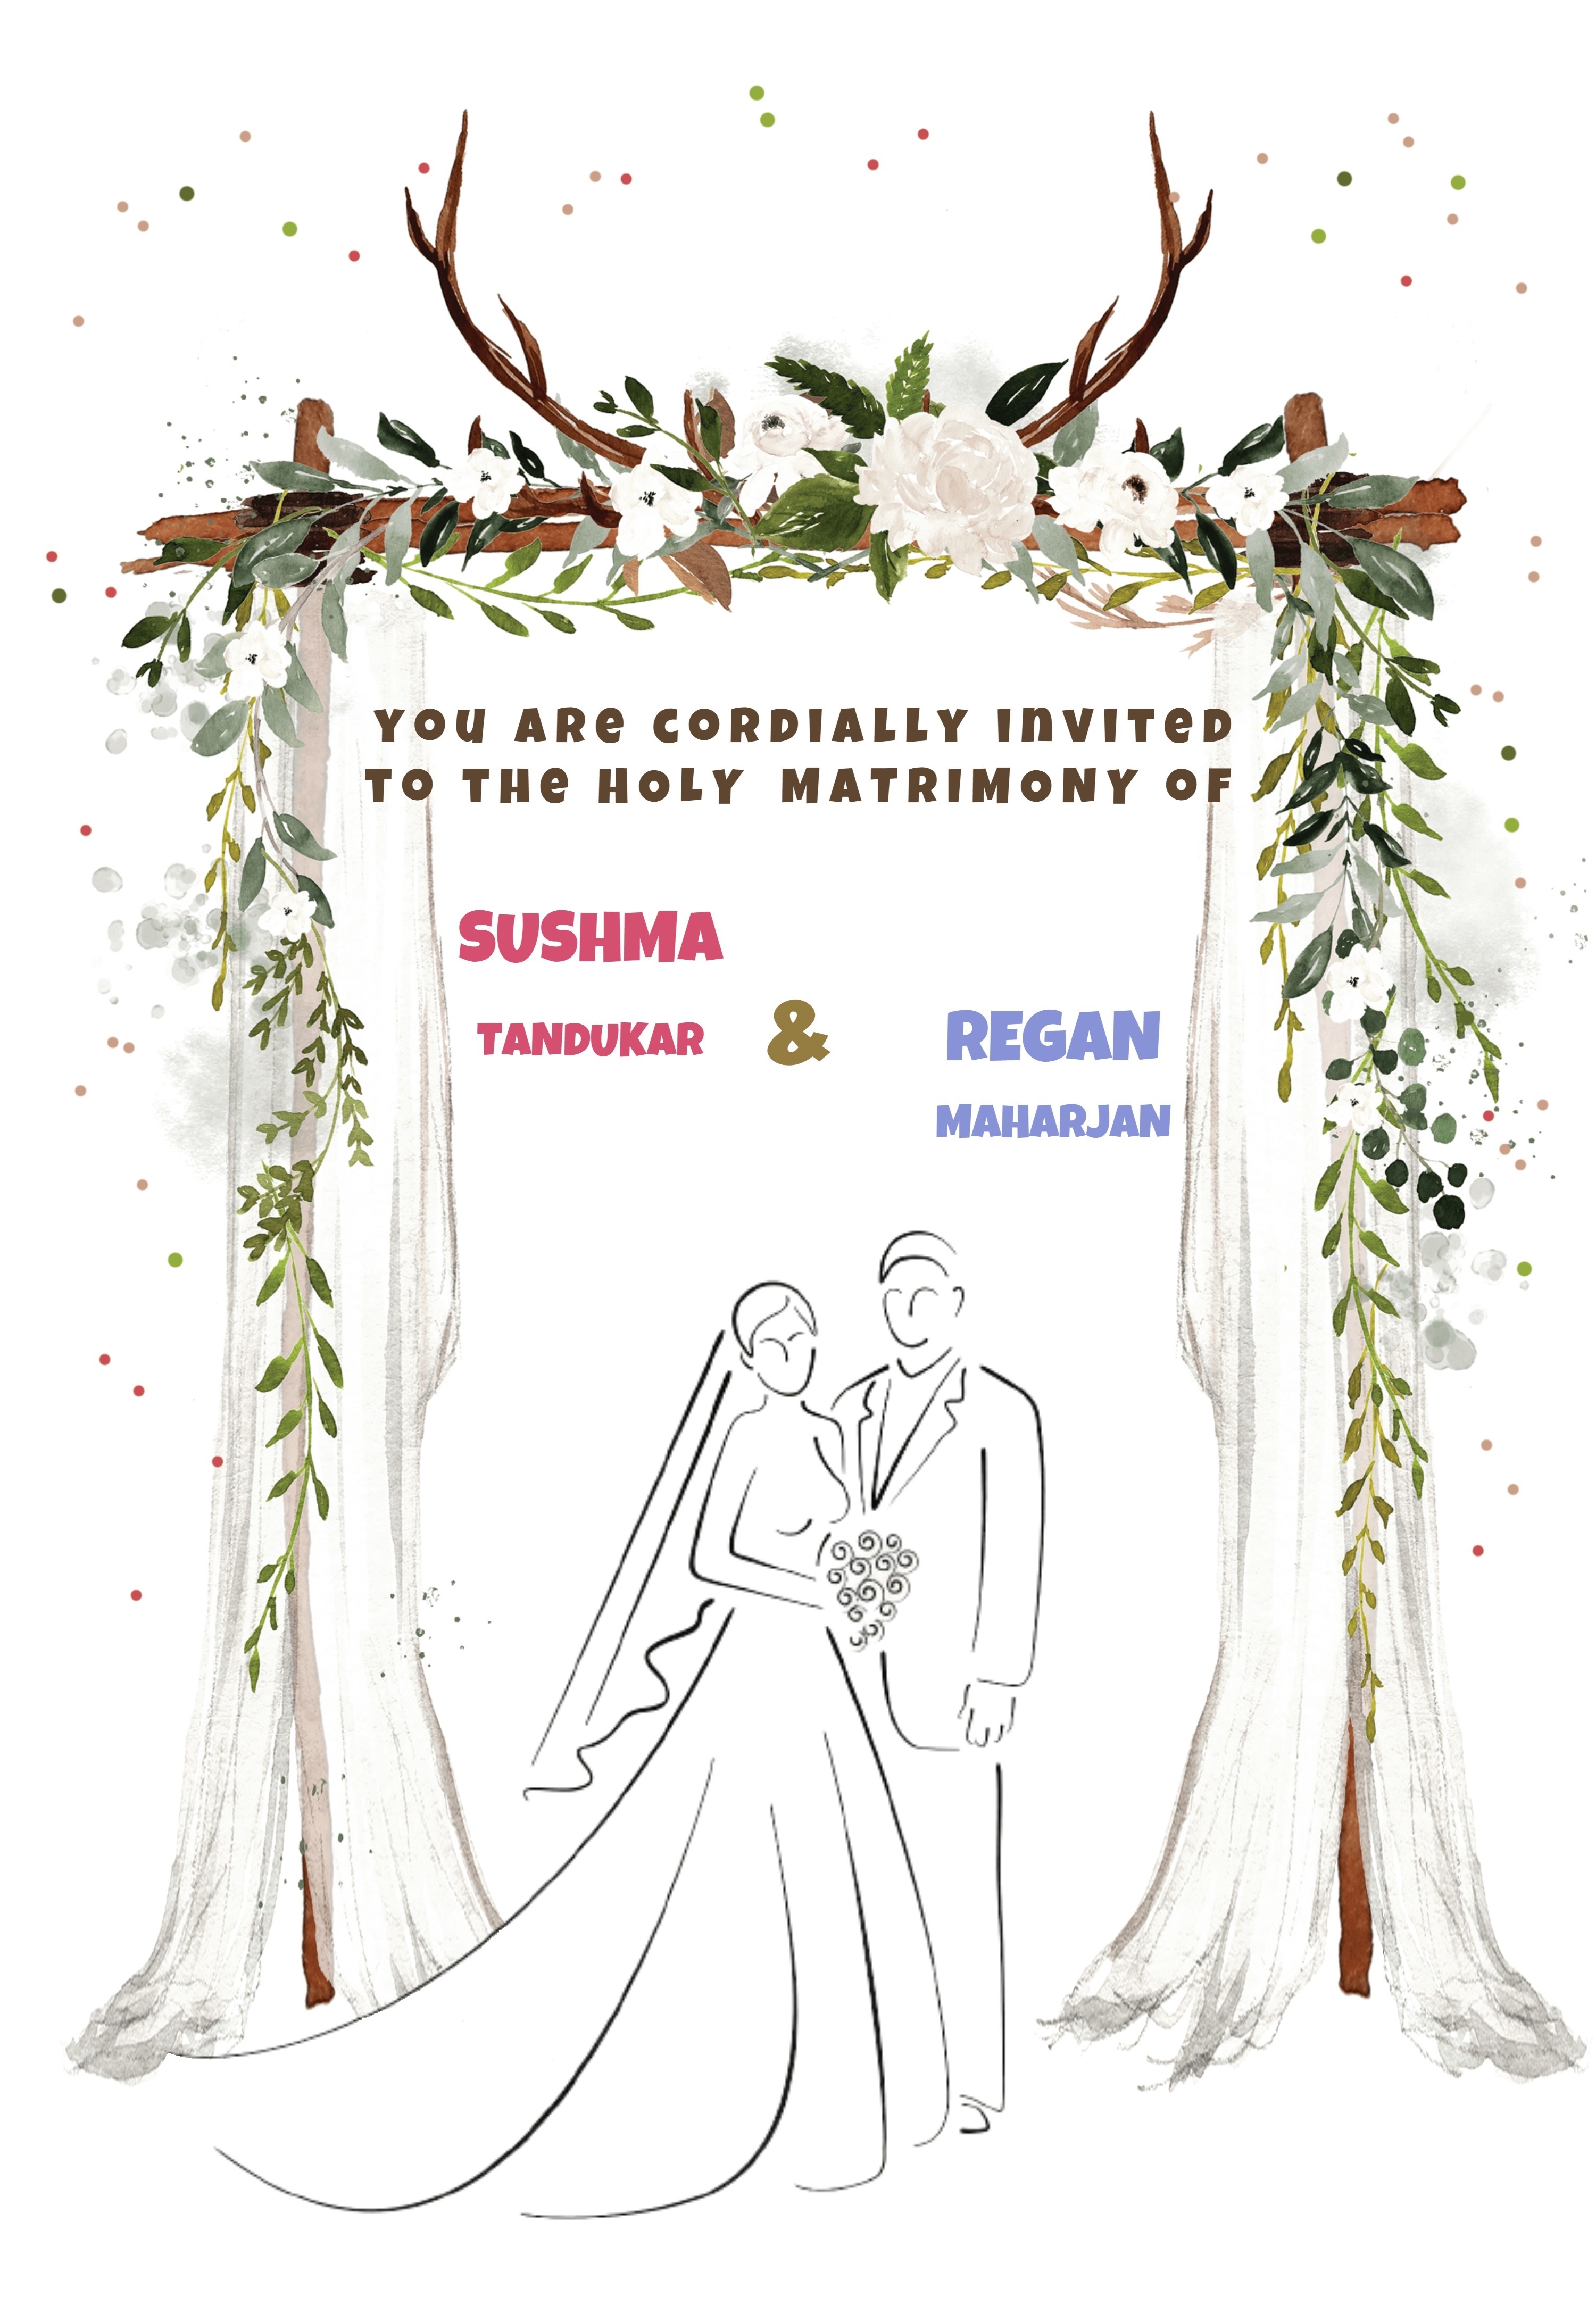 YOU ARE CORDIALLY INVITED
TO THE HOLY MATRIMONY OF
SUSHMA
TANDUKAR
&
REGAN
MAHARJAN